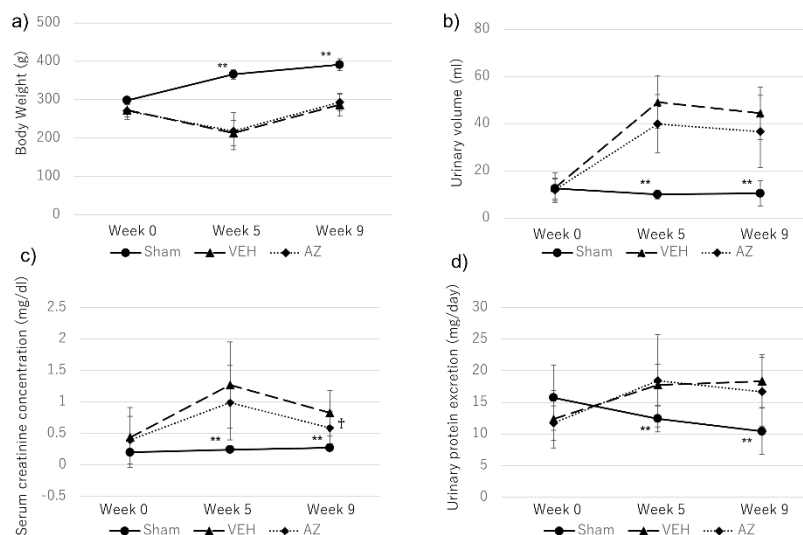 a)
Body Weight (g)
500
400
300
200
100
0
**
**
Week 0 Week 5 Week 9
Sham VEH AZ
b)
Urinary volume (ml)
80
60
40
20
0
**
**
Week 0 Week 5 Week 9
Sham VEH AZ
c)
Serum creatinine concentration (mg/dl)
2.5
2
1.5
1
0.5
0
-0.5
**
**
†
Week 0 Week 5 Week 9
Sham VEH AZ
d)
Urinary protein excretion (mg/day)
30
25
20
15
10
5
0
**
**
Week 0 Week 5 Week 9
Sham VEH AZ